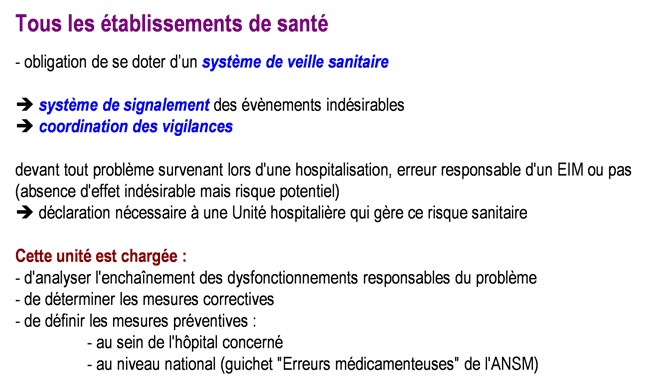 Tous les établissements de santé
- obligation de se doter d'un système de veille sanitaire
➔ système de signalement des évènements indésirables
➔ coordination des vigilances
devant tout problème survenant lors d'une hospitalisation, erreur responsable d'un EIM ou pas
(absence d'effet indésirable mais risque potentiel)
➔ déclaration nécessaire à une Unité hospitalière qui gère ce risque sanitaire
Cette unité est chargée :
- d'analyser l'enchaînement des dysfonctionnements responsables du problème
- de déterminer les mesures correctives
- de définir les mesures préventives :
- au sein de l'hôpital concerné
- au niveau national (guichet "Erreurs médicamenteuses" de l'ANSM)